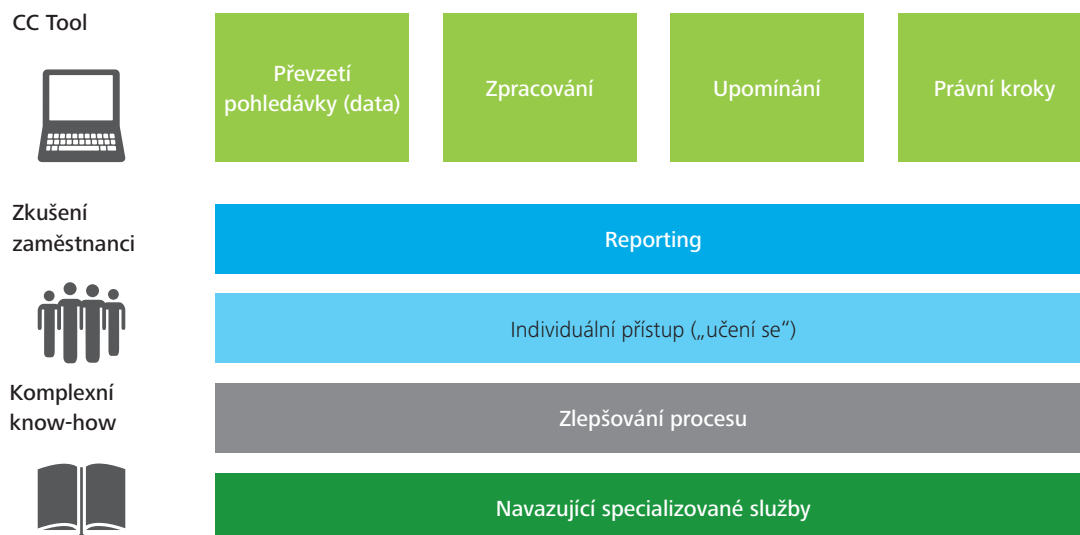 CC Tool
Převzetí
pohledávky (data)
Zpracování
Upomínání
Právní kroky
Zkušení
zaměstnanci
Reporting
Individuální přístup („učení se“)
Komplexní
know-how
Zlepšování procesu
Navazující specializované služby